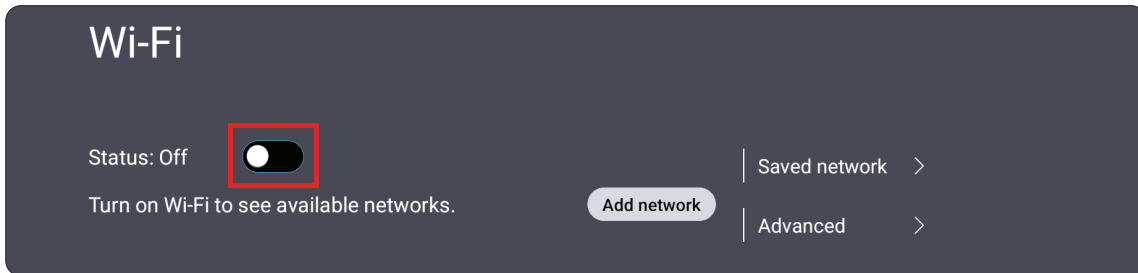 Wi-Fi
Status: Off
Saved network
Turn on Wi-Fi to see available networks.
Add network
Advanced